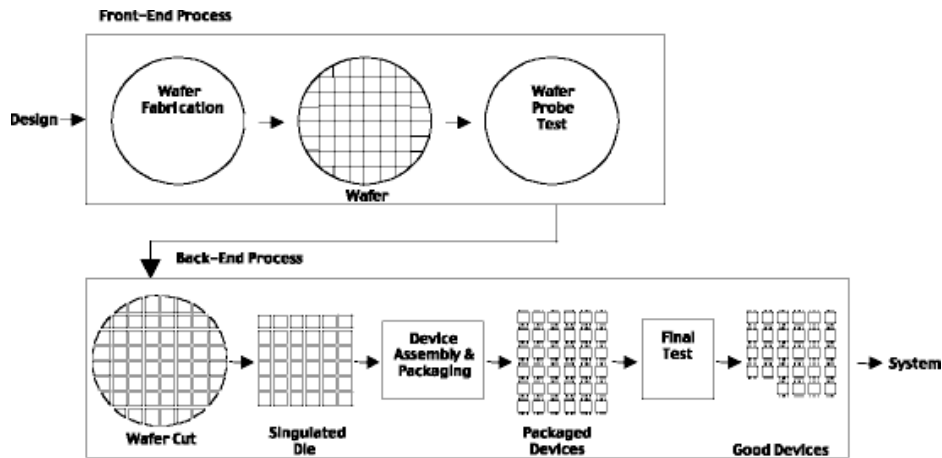 Front-End Process
Wafer
Fabrication
Wafer
Probe
Test
Design
Wafer
Back-End Process
Device
Assembly &
Packaging
Final
Test
System
Wafer Cut
Singulated
Die
Packaged
Devices
Good Devices